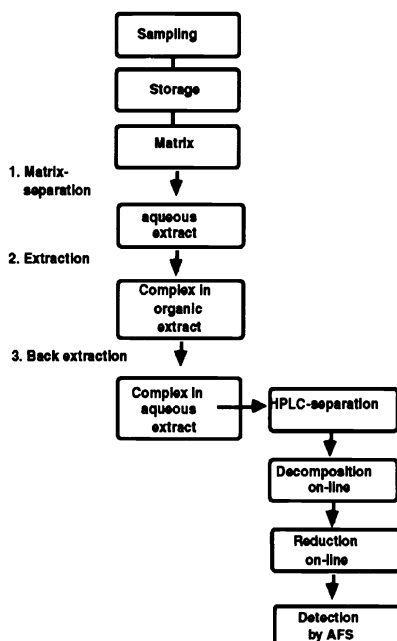 Sampling
Storage
Matrix
1. Matrix-
separation
aqueous
extract
2. Extraction
Complex in
organic
extract
3. Back extraction
Complex in
aqueous
extract
HPLC-separation
Decomposition
on-line
Reduction
on-line
Detection
by AFS